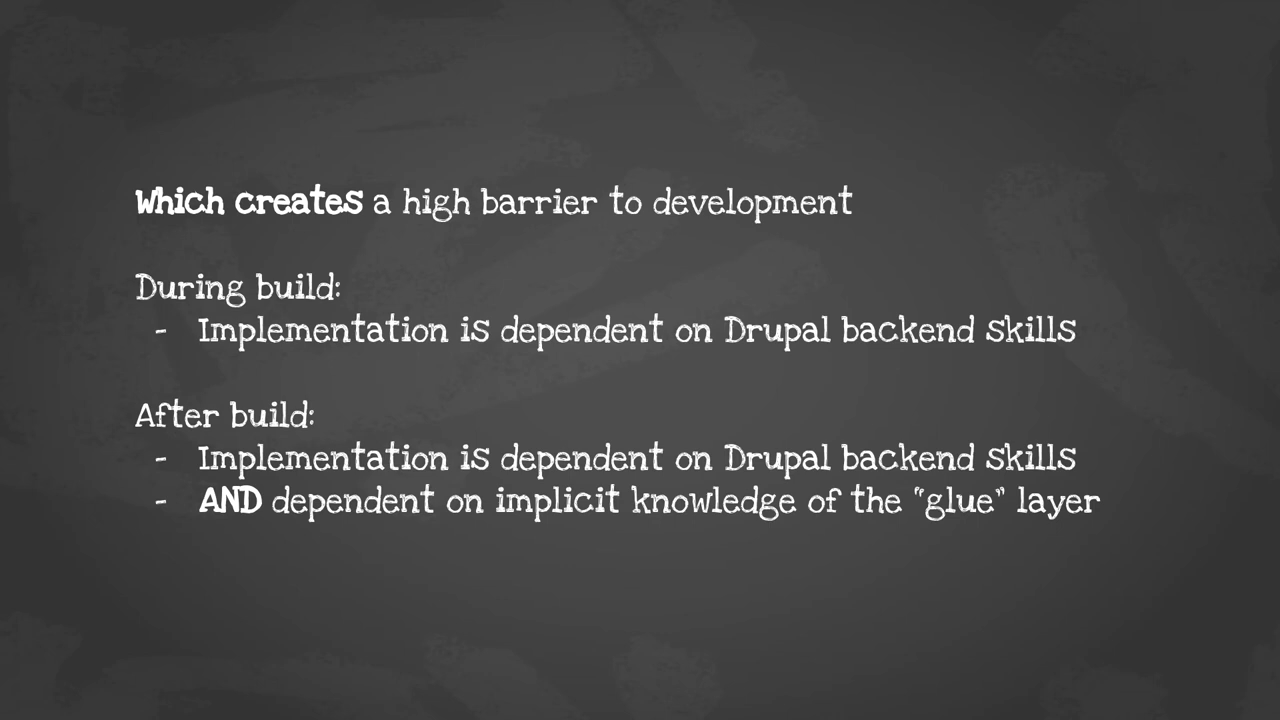 Which creates a high barrier to development
During build:
- Implementation is dependent on Drupal backend skills
After build:
- Implementation is dependent on Drupal backend skills
- AND dependent on implicit knowledge of the "glue" layer